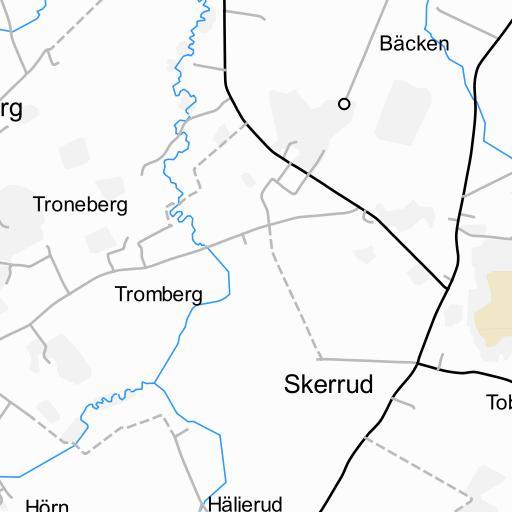 Bäcken
rg
Troneberg
Tromberg
Skerrud
Tob
Hörn
Hälierud